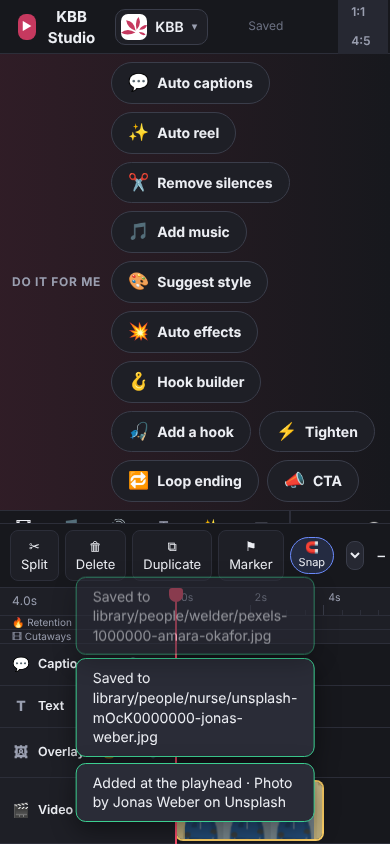 KBB
Studio
KBB
Saved
1:1
4:5
Auto captions
Auto reel
Remove silences
Add music
DO IT FOR ME
Suggest style
Auto effects
Hook builder
Add a hook
Tighten
Loop ending
CTA
Split
Delete
Duplicate
Marker
Snap
4.0s
2s
4s
Retention
Cutaways
Saved to
library/people/welder/pexels-
1000000-amara-okafor.jpg
Saved to
library/people/nurse/unsplash-
mOcK0000000-jonas-
weber.jpg
Text
Added at the playhead · Photo
by Jonas Weber on Unsplash
Video